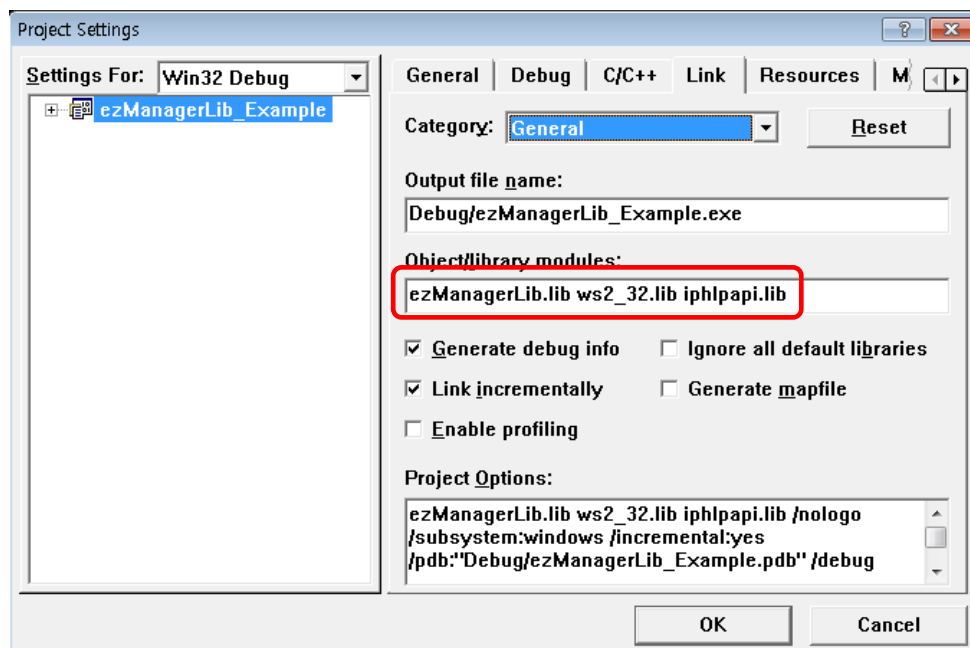 Project Settings
Settings For: Win32 Debug
ezManagerLib_Example
General Debug C/C++ Link Resources M
Category: General Reset
Output file name:
Debug/ezManagerLib_Example.exe
Object/library modules:
ezManagerLib.lib ws2_32.lib iphlpapi.lib
Generate debug info Ignore all default libraries
Link incrementally Generate mapfile
Enable profiling
Project Options:
ezManagerLib.lib ws2_32.lib iphlpapi.lib /nologo
/subsystem:windows /incremental:yes
/pdb:"Debug/ezManagerLib_Example.pdb" /debug
OK Cancel